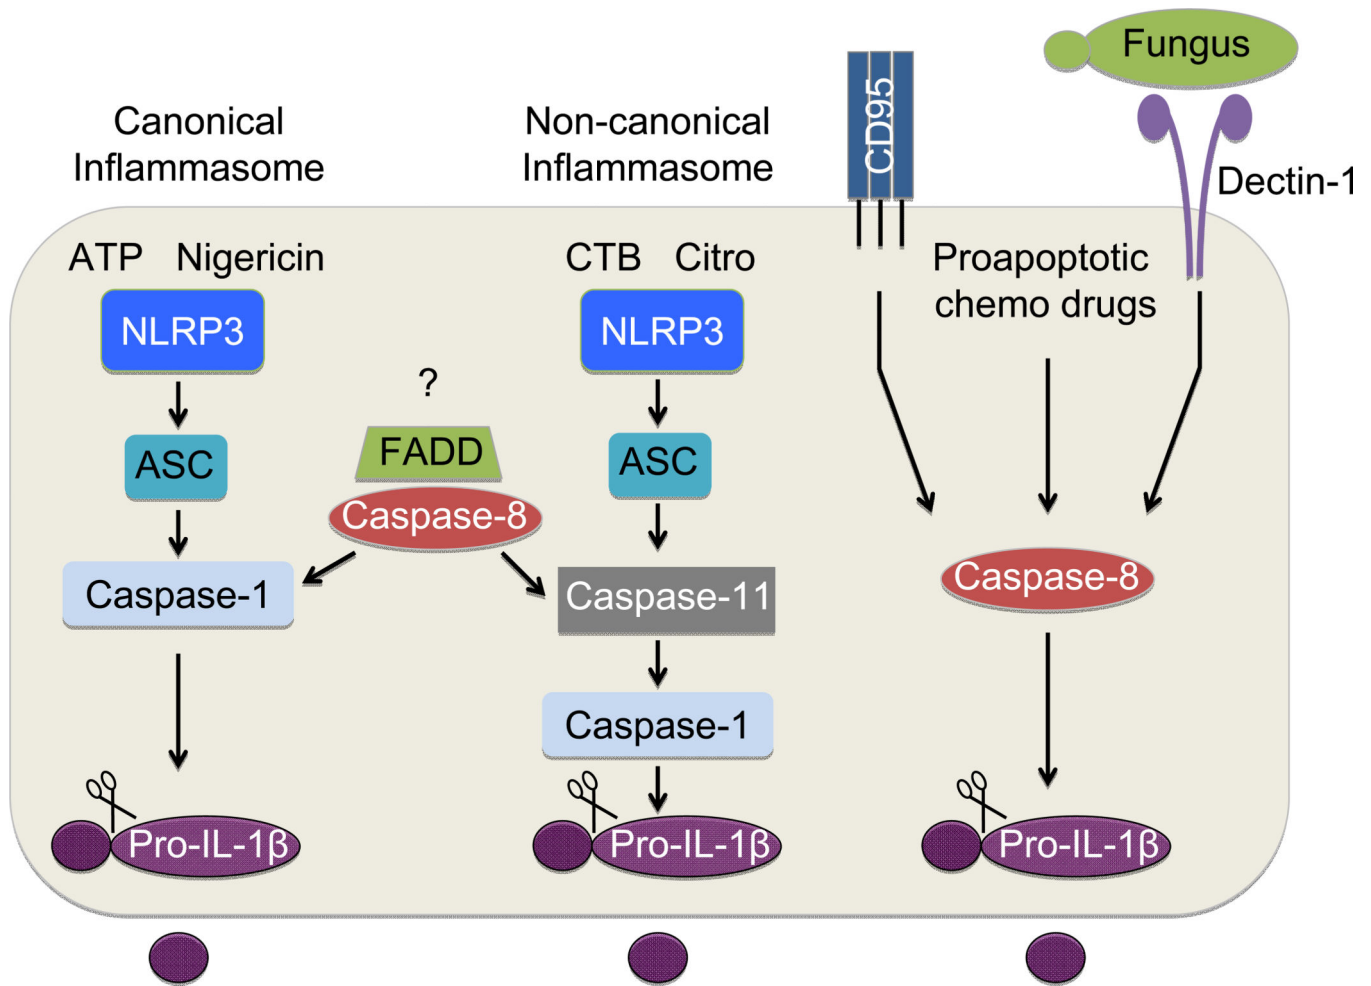 Fungus
CD95
Canonical
Inflammasome
Non-canonical
Inflammasome
Dectin-1
ATP Nigericin
NLRP3
ASC
Caspase-1
Pro-IL-1β
?
FADD
Caspase-8
CTB Citro
NLRP3
ASC
Caspase-11
Caspase-1
Pro-IL-1β
Proapoptotic
chemo drugs
Caspase-8
Pro-IL-1β